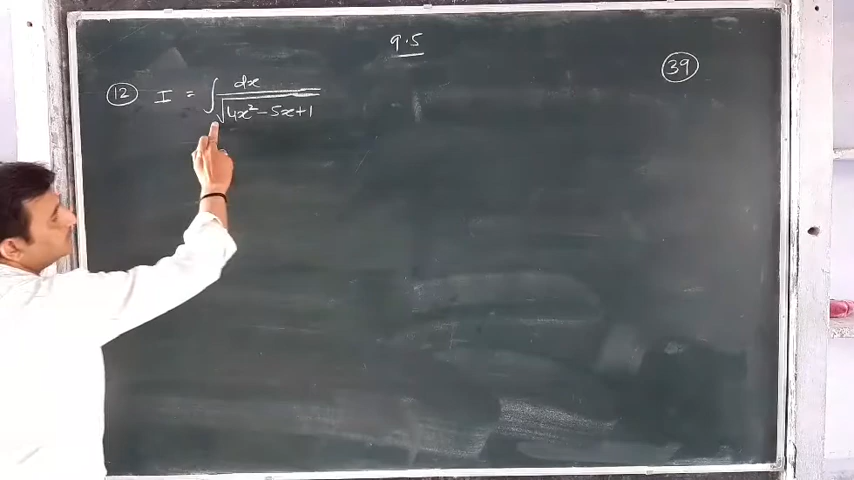 9.5
39
12 I = ∫ dx / √4x² - 5x + 1